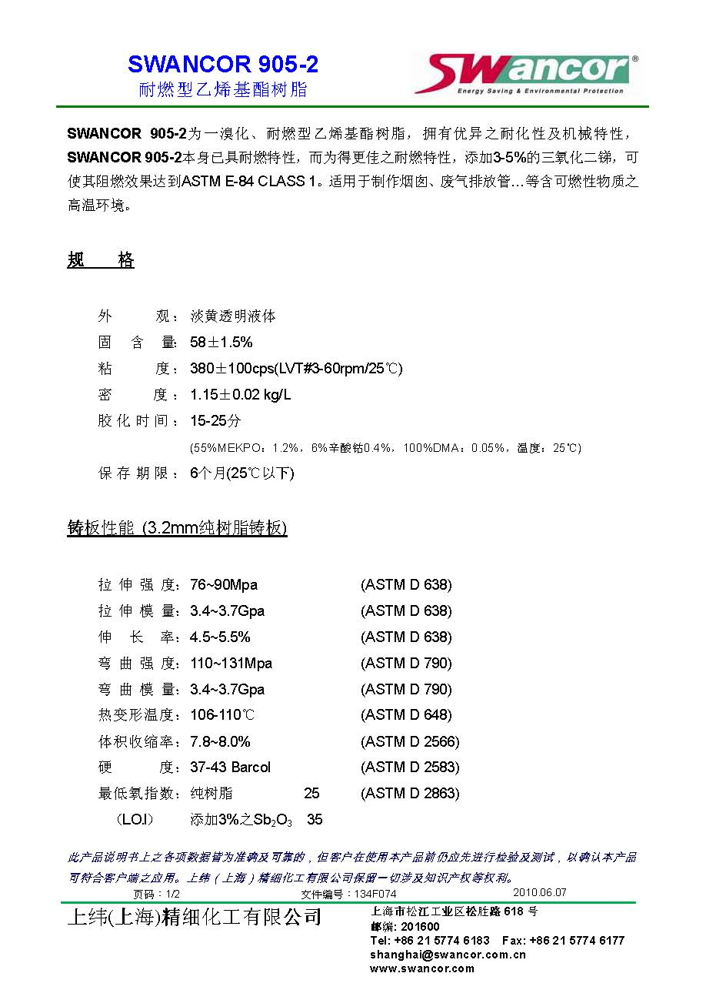 SWANCOR 905-2
耐燃型乙烯基酯树脂
Swancor®
Energy Saving & Environmental Protection
SWANCOR 905-2为一溴化、耐燃型乙烯基酯树脂，拥有优异之耐化性及机械特性，
SWANCOR 905-2本身已具耐燃特性，而为得更佳之耐燃特性，添加3-5%的三氧化二锑，可
使其阻燃效果达到ASTM E-84 CLASS 1。适用于制作烟囱、废气排放管…等含可燃性物质之
高温环境。
规 格
外 观：淡黄透明液体
固 含 量：58±1.5%
粘 度：380±100cps(LVT#3-60rpm/25℃)
密 度：1.15±0.02 kg/L
胶化时间：15-25分
(55%MEKPO：1.2%，6%辛酸钴0.4%，100%DMA：0.05%，温度：25℃)
保存期限：6个月(25℃以下)
铸板性能 (3.2mm纯树脂铸板)
拉伸强度：76~90Mpa (ASTM D 638)
拉伸模量：3.4~3.7Gpa (ASTM D 638)
伸 长 率：4.5~5.5% (ASTM D 638)
弯曲强度：110~131Mpa (ASTM D 790)
弯曲模量：3.4~3.7Gpa (ASTM D 790)
热变形温度：106-110℃ (ASTM D 648)
体积收缩率：7.8~8.0% (ASTM D 2566)
硬 度：37-43 Barcol (ASTM D 2583)
最低氧指数：纯树脂 25 (ASTM D 2863)
（LO.I） 添加3%之Sb₂O₃ 35
此产品说明书上之各项数据皆为准确及可靠的，但客户在使用本产品前仍应先进行检验及测试，以确认本产品
可符合客户端之应用。上纬（上海）精细化工有限公司保留一切涉及知识产权等权利。
页码：1/2 文件编号：134F074 2010.06.07
上纬(上海)精细化工有限公司
上海市松江工业区松胜路 618 号
邮编: 201600
Tel: +86 21 5774 6183 Fax: +86 21 5774 6177
shanghai@swancor.com.cn
www.swancor.com